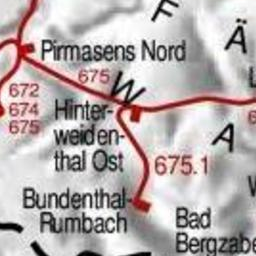 F
Ä
Pirmasens Nord
675
W
672
674
675
Hinter-
weiden-
thal Ost
A
675.1
Bundenthal-
Rumbach
Bad
Bergzabe